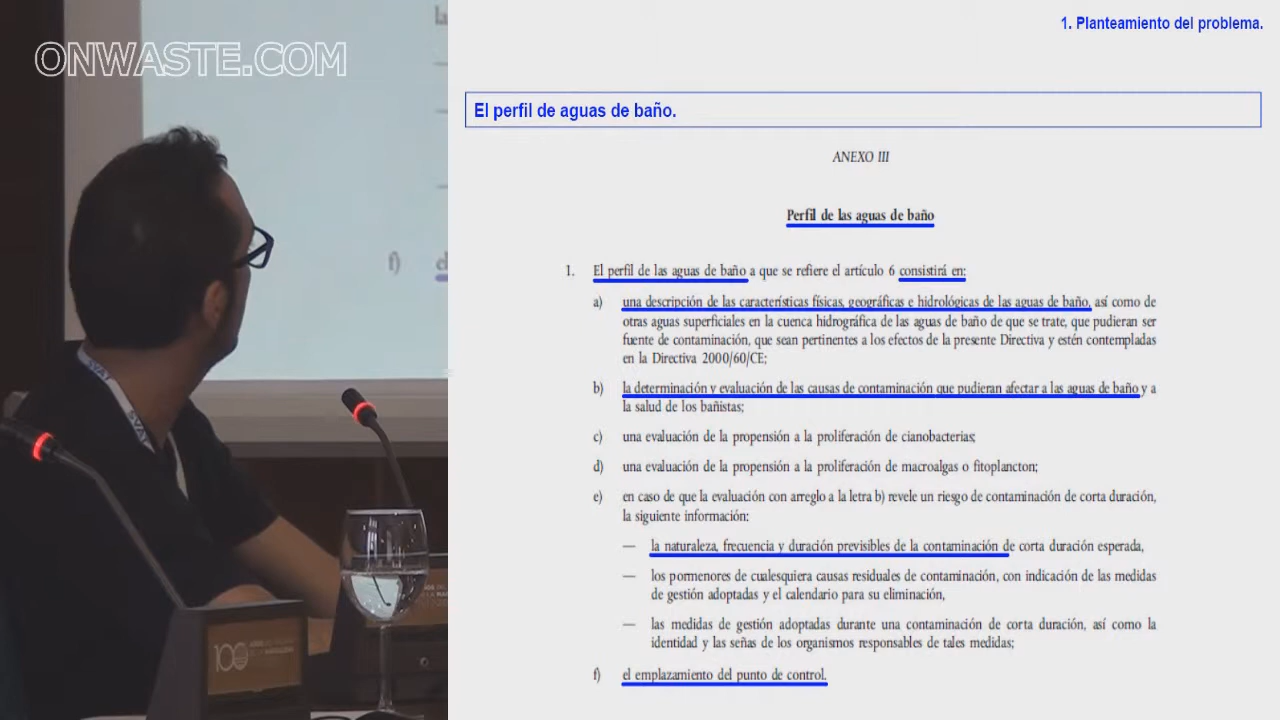 ONWASTE.COM
la
f)
100
1. Planteamiento del problema.
El perfil de aguas de baño.
ANEXO III
Perfil de las aguas de baño
1. El perfil de las aguas de baño a que se refiere el artículo 6 consistirá en:
a) una descripción de las características físicas, geográficas e hidrológicas de las aguas de baño, así como de
otras aguas superficiales en la cuenca hidrográfica de las aguas de baño de que se trate, que pudieran ser
fuente de contaminación, que sean pertinentes a los efectos de la presente Directiva y estén contempladas
en la Directiva 2000/60/CE;
b) la determinación y evaluación de las causas de contaminación que pudieran afectar a las aguas de baño y a
la salud de los bañistas;
c) una evaluación de la propensión a la proliferación de cianobacterias;
d) una evaluación de la propensión a la proliferación de macroalgas o fitoplancton;
e) en caso de que la evaluación con arreglo a la letra b) revele un riesgo de contaminación de corta duración,
la siguiente información:
— la naturaleza, frecuencia y duración previsibles de la contaminación de corta duración esperada,
— los pormenores de cualesquiera causas residuales de contaminación, con indicación de las medidas
de gestión adoptadas y el calendario para su eliminación,
— las medidas de gestión adoptadas durante una contaminación de corta duración, así como la
identidad y las señas de los organismos responsables de tales medidas;
f) el emplazamiento del punto de control.